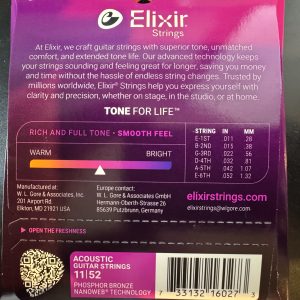 Elixir
Strings
At Elixir, we craft guitar strings with superior tone, unmatched
comfort, and extended tone life. Our advanced technology keeps
your strings sounding and feeling great for longer, saving you money
and time without the hassle of endless string changes. Trusted by
millions worldwide, Elixir® Strings help you express yourself with
clarity and precision, whether on stage, in the studio, or at home.
TONE FOR LIFE™
RICH AND FULL TONE · SMOOTH FEEL
WARM BRIGHT
STRING IN MM
E-1ST .011 .28
B-2ND .015 .38
G-3RD .022 .56
D-4TH .032 .81
A-5TH .042 1.07
E-6TH .052 1.32
Manufactured at:
W. L. Gore & Associates, Inc.
201 Airport Rd.
Elkton, MD 21921 USA
Europe contact:
W. L. Gore & Associates GmbH
Hermann-Oberth-Strasse 26
85639 Putzbrunn, Germany
elixirstrings.com
elixirstrings@wlgore.com
OPEN THE FRESHNESS
ACOUSTIC
GUITAR STRINGS
11|52
PHOSPHOR BRONZE
NANOWEB® TECHNOLOGY
7 33132 16027 3